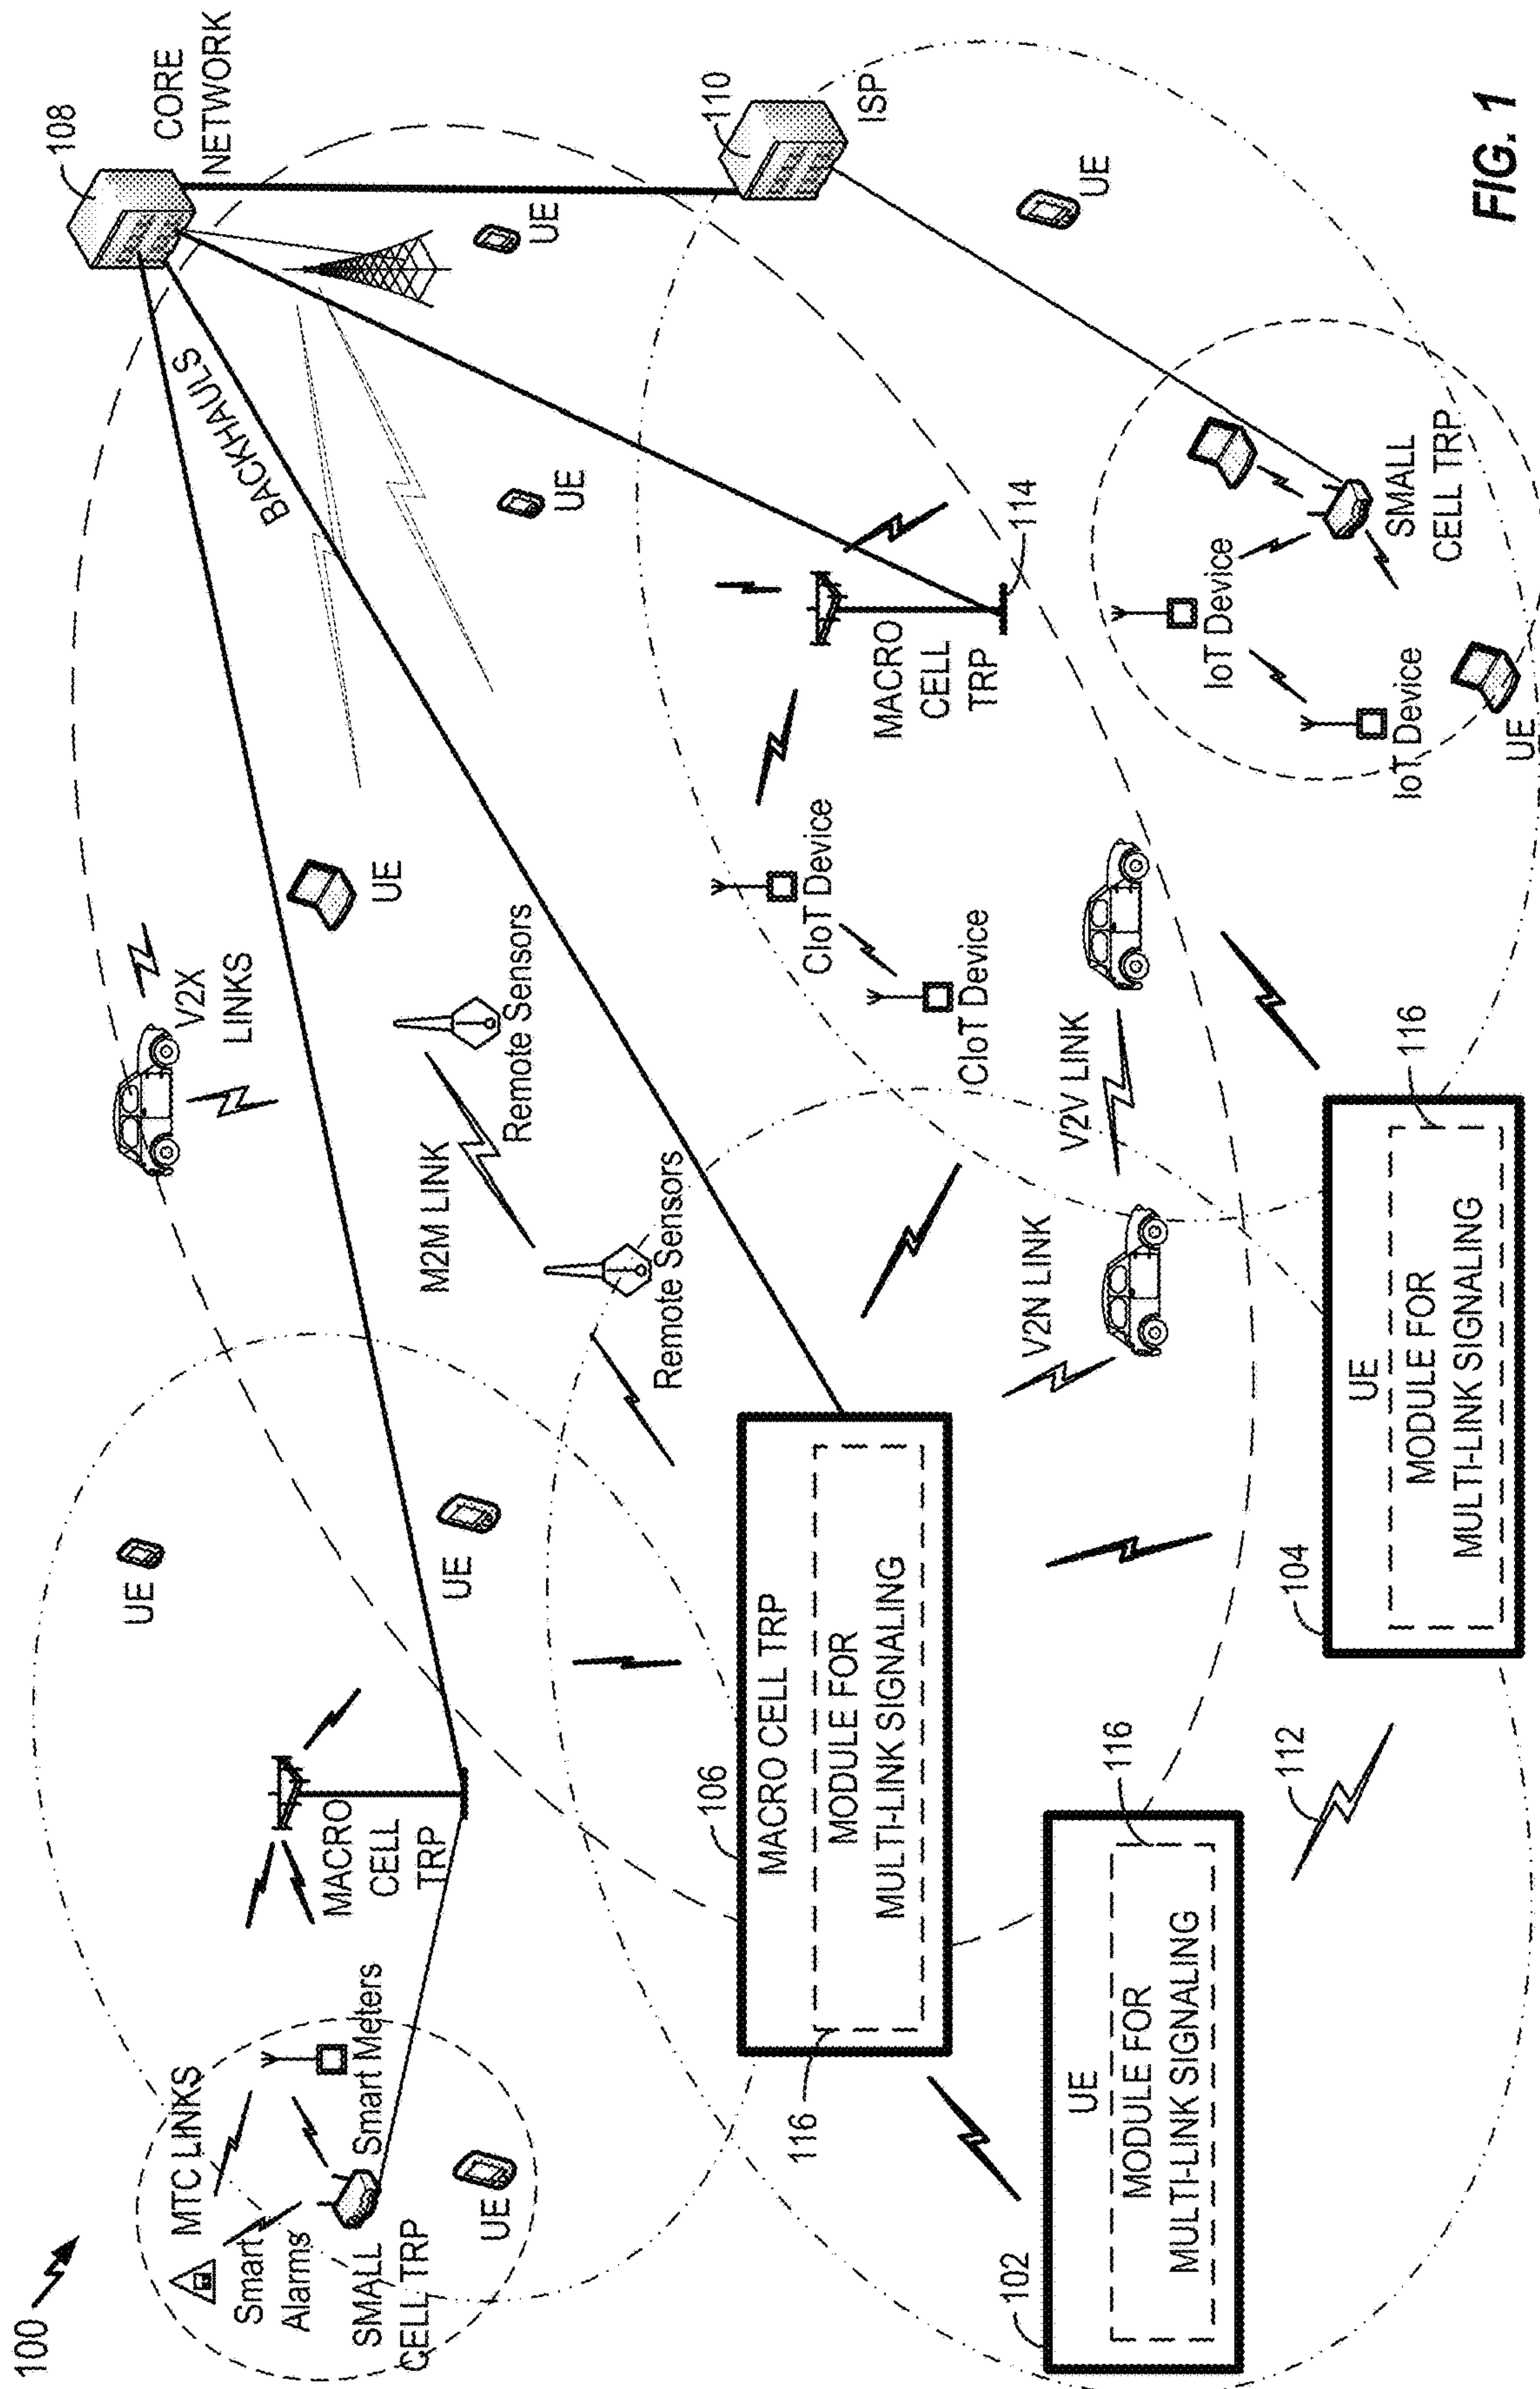 100
MTC LINKS
Smart
Alarms
SMALL
CELL TRP
Smart Meters
UE
MACRO
CELL
TRP
UE
UE
V2X
LINKS
UE
BACKHAULS
108
CORE
NETWORK
M2M LINK
Remote Sensors
Remote Sensors
UE
UE
110
ISP
106
MACRO CELL TRP
MODULE FOR
MULTI-LINK SIGNALING
116
CIoT Device
CIoT Device
MACRO
CELL
TRP
114
UE
V2N LINK
V2V LINK
IoT Device
IoT Device
SMALL
CELL TRP
UE
102
UE
MODULE FOR
MULTI-LINK SIGNALING
116
112
104
UE
MODULE FOR
MULTI-LINK SIGNALING
116
FIG. 1